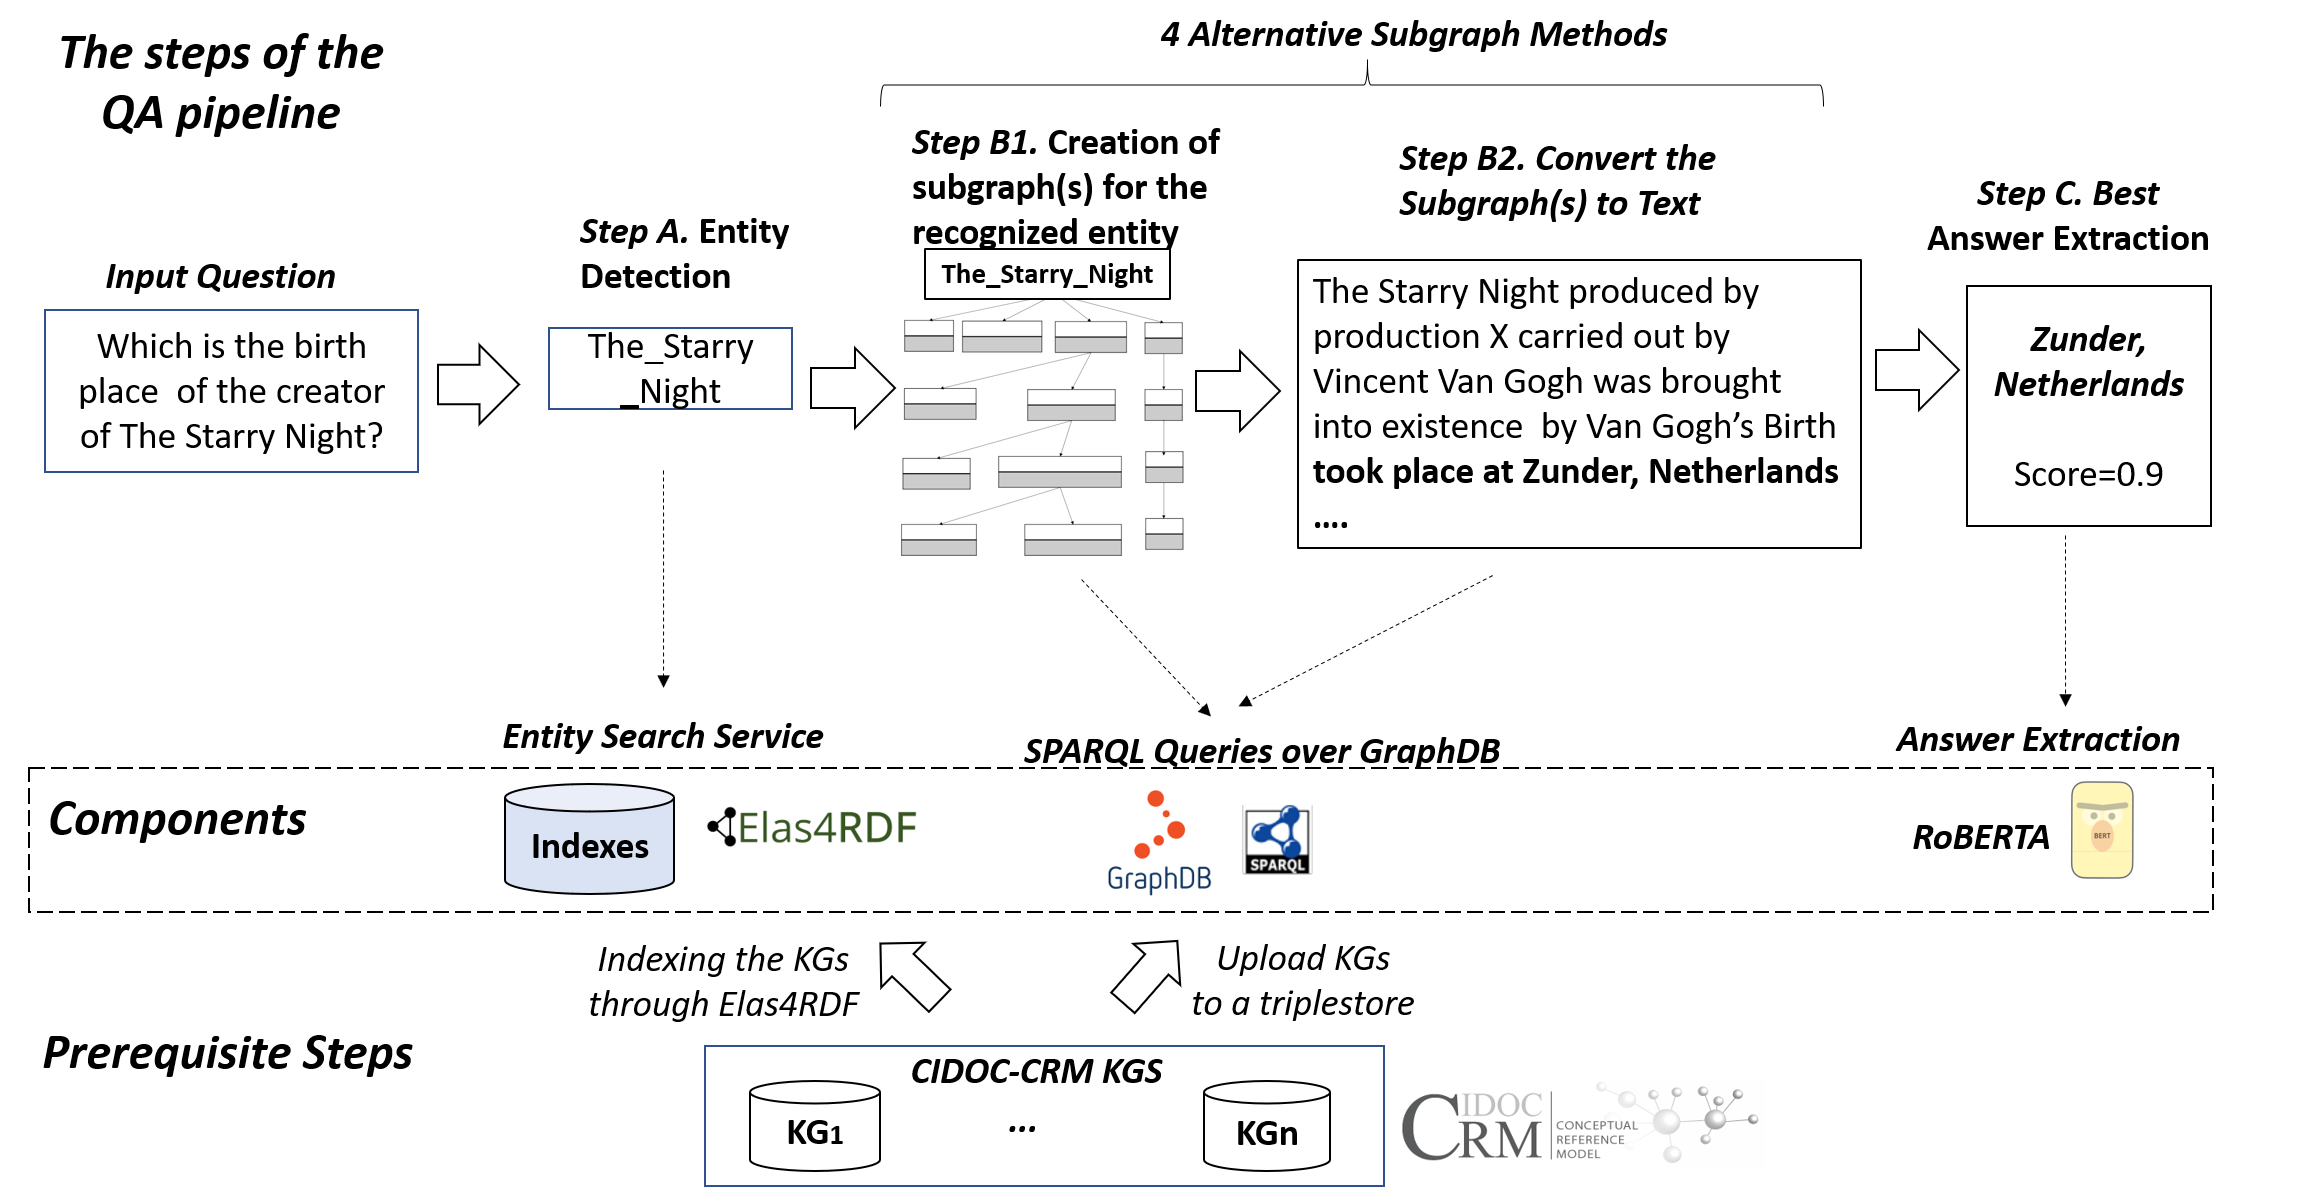 The steps of the
QA pipeline
4 Alternative Subgraph Methods
Input Question
Which is the birth
place of the creator
of The Starry Night?
Step A. Entity
Detection
The_Starry
_Night
Step B1. Creation of
subgraph(s) for the
recognized entity
The_Starry_Night
Step B2. Convert the
Subgraph(s) to Text
The Starry Night produced by
production X carried out by
Vincent Van Gogh was brought
into existence by Van Gogh’s Birth
took place at Zunder, Netherlands
….
Step C. Best
Answer Extraction
Zunder,
Netherlands
Score=0.9
Entity Search Service
SPARQL Queries over GraphDB
Answer Extraction
Components
Indexes
Elas4RDF
GraphDB
SPARQL
RoBERTA
BERT
Indexing the KGs
through Elas4RDF
Upload KGs
to a triplestore
Prerequisite Steps
CIDOC-CRM KGS
KG1
...
KGn
CIDOC
CRM
CONCEPTUAL
REFERENCE
MODEL